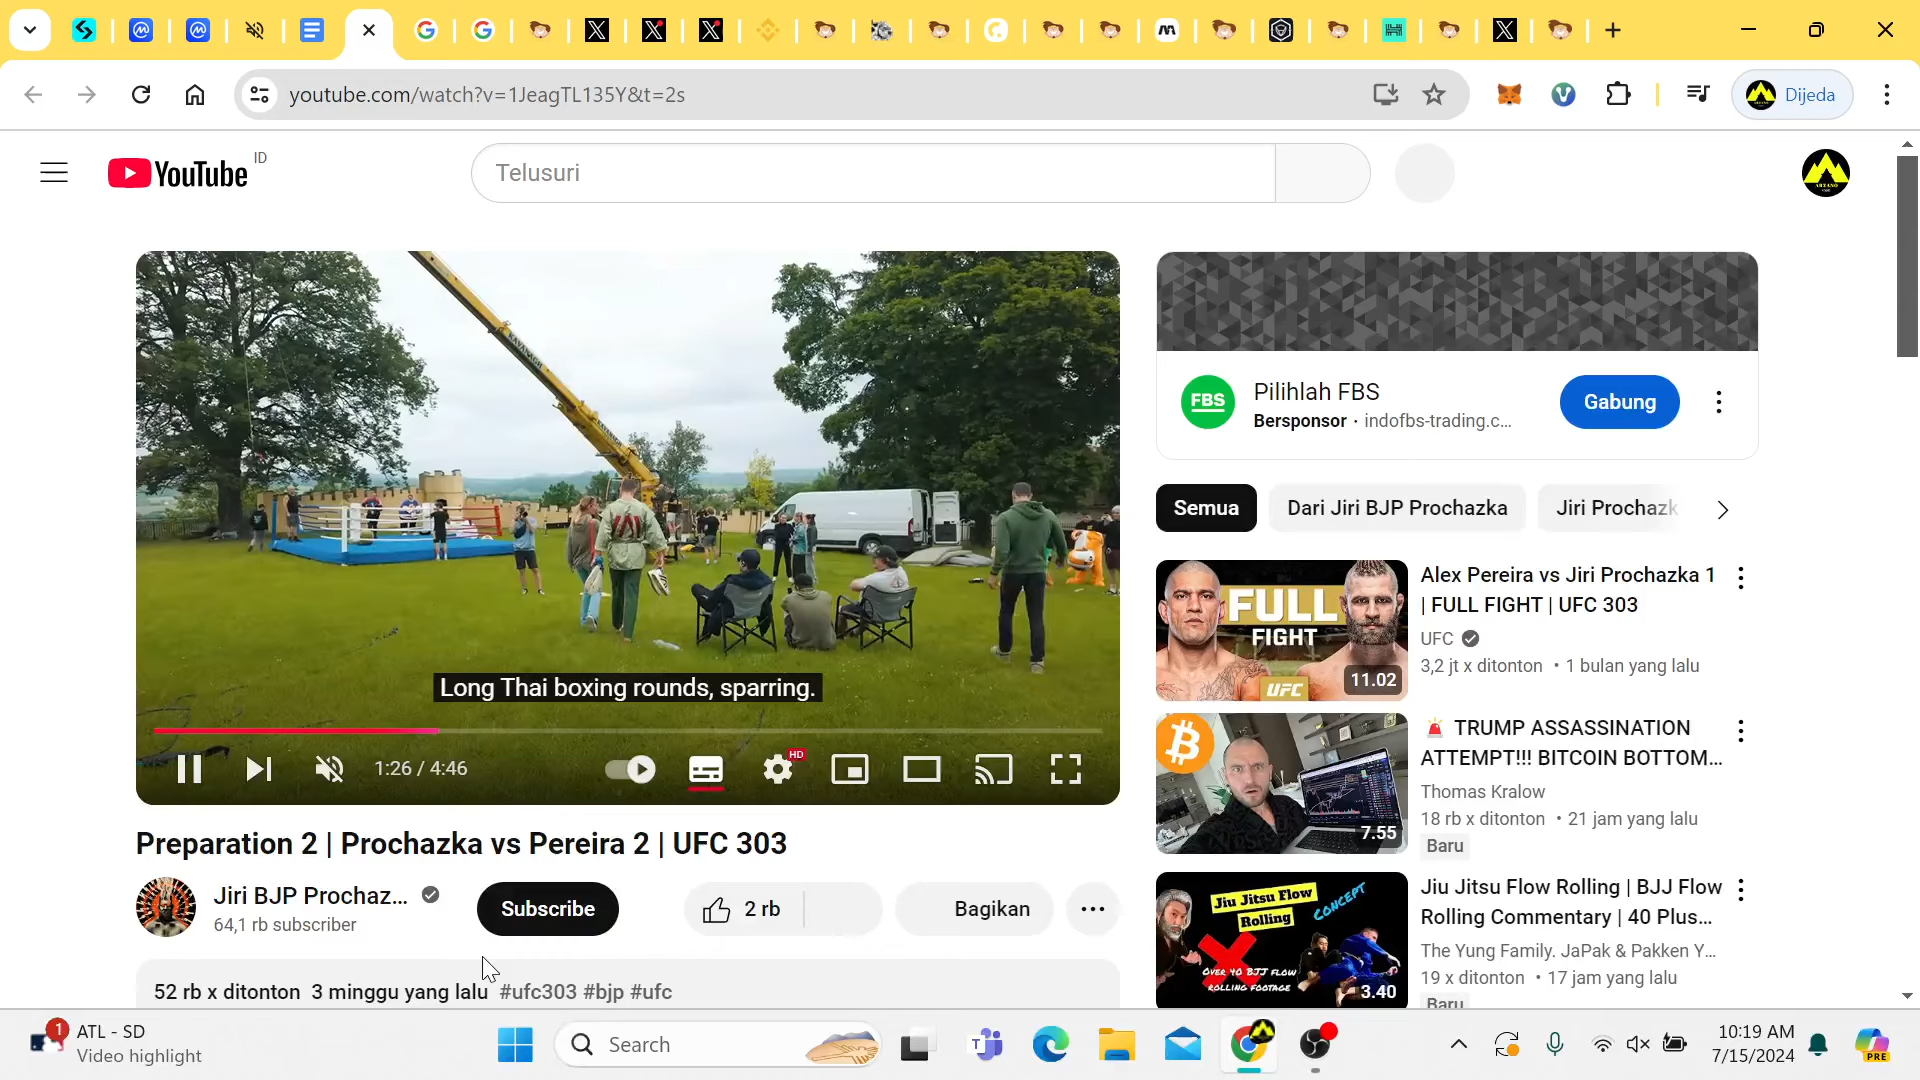 youtube.com/watch?v=1JeagTL135Y&t=2s
Dijeda
YouTube ID
Telusuri
KAVANAGH
Long Thai boxing rounds, sparring.
HD
1:26 / 4:46
Preparation 2 | Prochazka vs Pereira 2 | UFC 303
Jiri BJP Prochaz...
64,1 rb subscriber
Subscribe
2 rb
Bagikan
52 rb x ditonton 3 minggu yang lalu #ufc303 #bjp #ufc
FBS
Pilihlah FBS
Bersponsor · indofbs-trading.c...
Gabung
Semua
Dari Jiri BJP Prochazka
Jiri Prochazk
FULL
FIGHT
UFC
11.02
Alex Pereira vs Jiri Prochazka 1
| FULL FIGHT | UFC 303
UFC
3,2 jt x ditonton • 1 bulan yang lalu
7.55
🚨 TRUMP ASSASSINATION
ATTEMPT!!! BITCOIN BOTTOM...
Thomas Kralow
18 rb x ditonton • 21 jam yang lalu
Baru
Jiu Jitsu Flow
Rolling
CONCEPT
OVER 40 BJJ FLOW
ROLLING FOOTAGE
3.40
Jiu Jitsu Flow Rolling | BJJ Flow
Rolling Commentary | 40 Plus...
The Yung Family. JaPak & Pakken Y...
19 x ditonton • 17 jam yang lalu
Baru
1
ATL - SD
Video highlight
Search
10:19 AM
7/15/2024
PRE